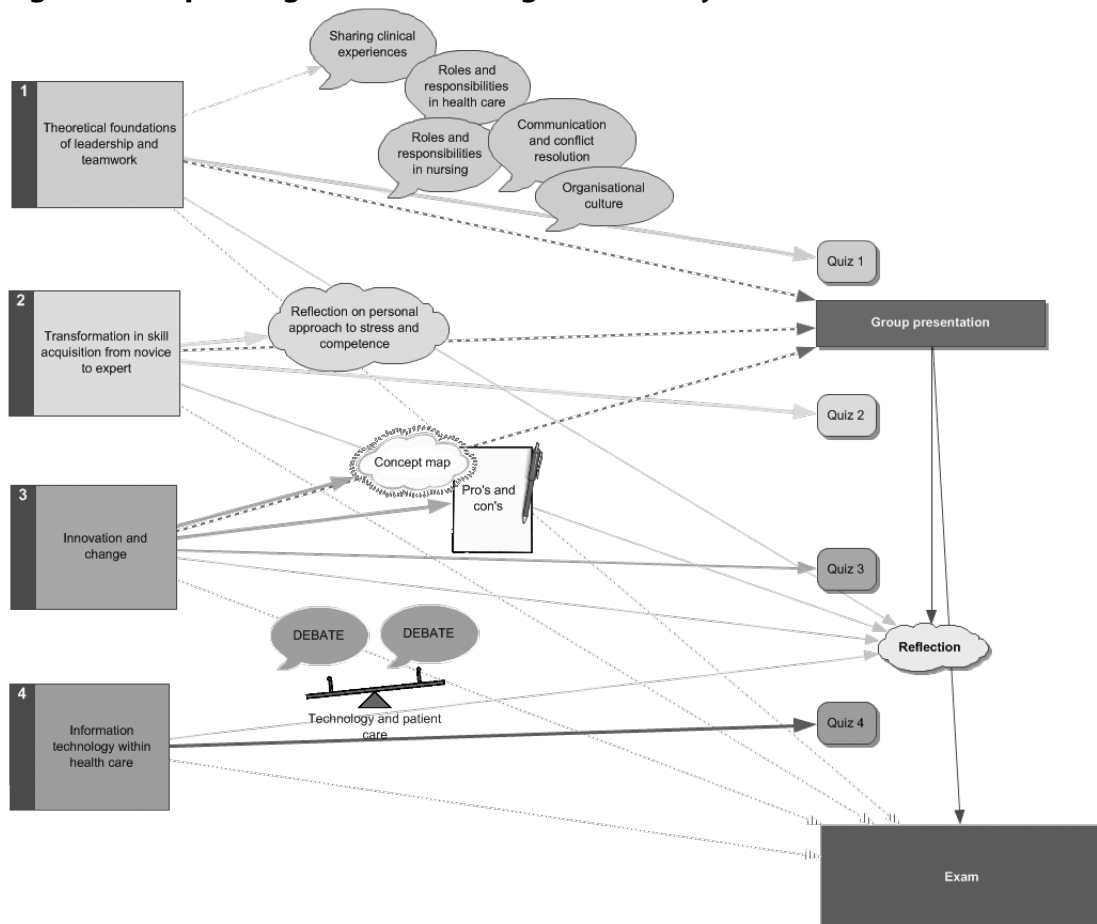 Sharing clinical
experiences
1
Roles and
responsibilities
in health care
Theoretical foundations
of leadership and
teamwork
Communication
and conflict
resolution
Roles and
responsibilities
in nursing
Organisational
culture
Quiz 1
2
Reflection on personal
approach to stress and
competence
Group presentation
Transformation in skill
acquisition from novice
to expert
Quiz 2
Concept map
3
Pro's and
con's
Innovation and
change
Quiz 3
DEBATE
DEBATE
Reflection
4
Technology and patient
care
Information
technology within
health care
Quiz 4
Exam